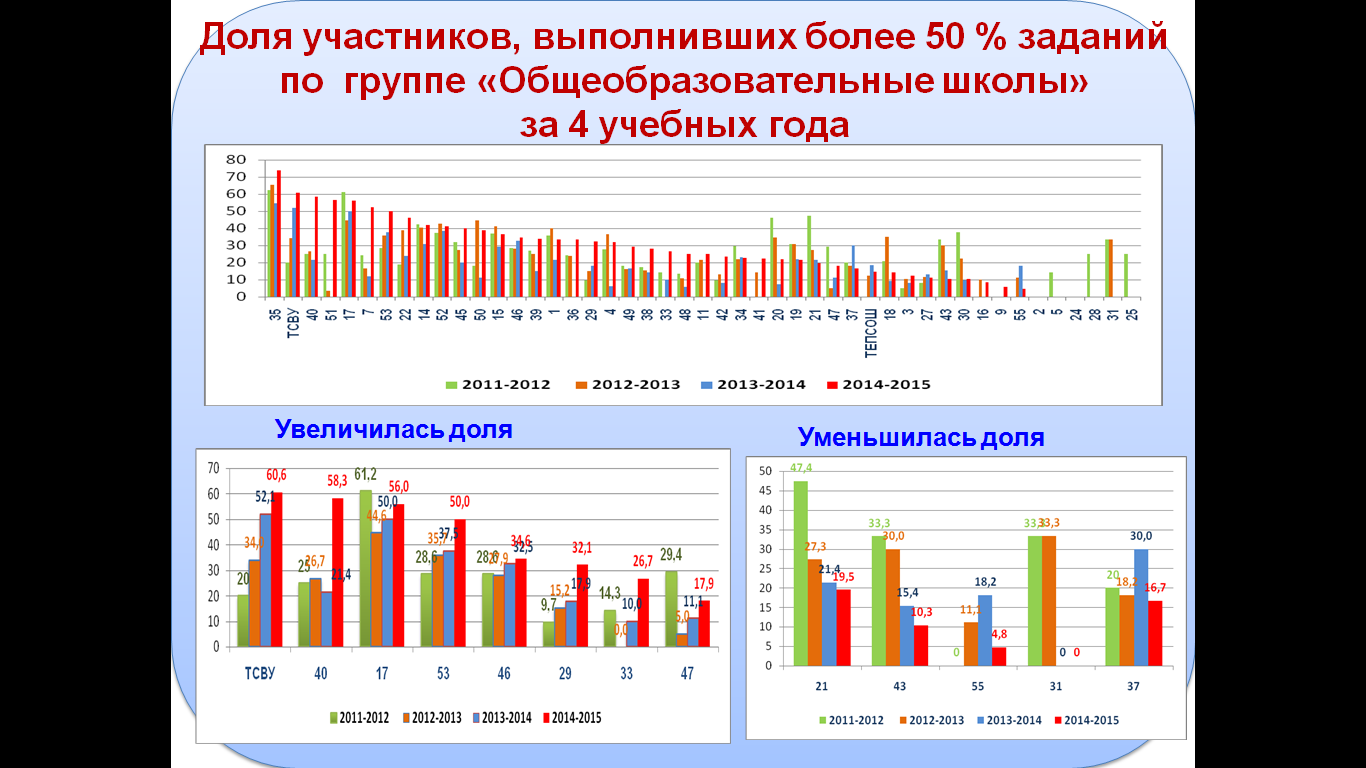 Доля участников, выполнивших более 50 % заданий
по группе «Общеобразовательные школы»
за 4 учебных года
80
70
60
50
40
30
20
10
0
35 ТСВУ 40 51 17 7 53 22 14 52 45 50 15 46 39 1 36 29 4 49 38 33 48 11 42 34 41 20 19 21 47 37 ТЕПСОШ 18 3 27 43 30 16 9 55 2 5 24 28 31 25
2011-2012 2012-2013 2013-2014 2014-2015
Увеличилась доля
70
60
50
40
30
20
10
0
20 52,1 60,6
25 26,7 21,4 58,3
61,2 44,6 50,0 56,0
28,6 37,5 50,0
28,6 32,5 34,6
9,7 15,2 17,9 32,1
14,3 0,0 10,0 26,7
29,4 5,0 11,1 17,9
ТСВУ 40 17 53 46 29 33 47
2011-2012 2012-2013 2013-2014 2014-2015
Уменьшилась доля
50
45
40
35
30
25
20
15
10
5
0
47,4 27,3 21,4 19,5
33,3 30,0 15,4 10,3
0 18,2 4,8
33,3 0 0
20 18,2 30,0 16,7
21 43 55 31 37
2011-2012 2012-2013 2013-2014 2014-2015